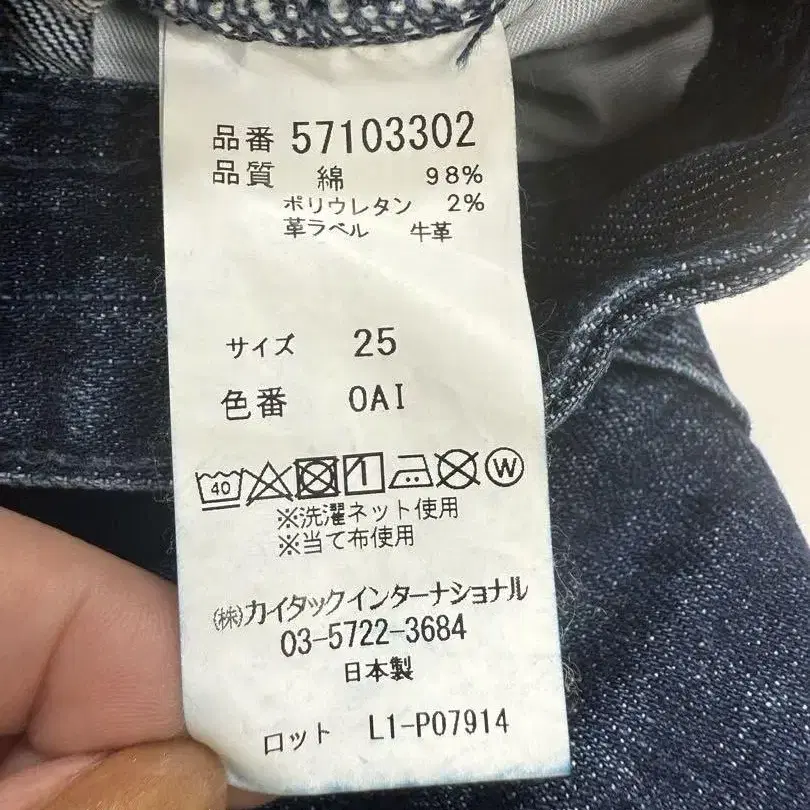 品番 57103302
品質 綿 98%
ポリウレタン 2%
革ラベル 牛革
サイズ 25
色番 0AI
40 W
※洗濯ネット使用
※当て布使用
㈱カイタックインターナショナル
03-5722-3684
日本製
ロット L1-P07914